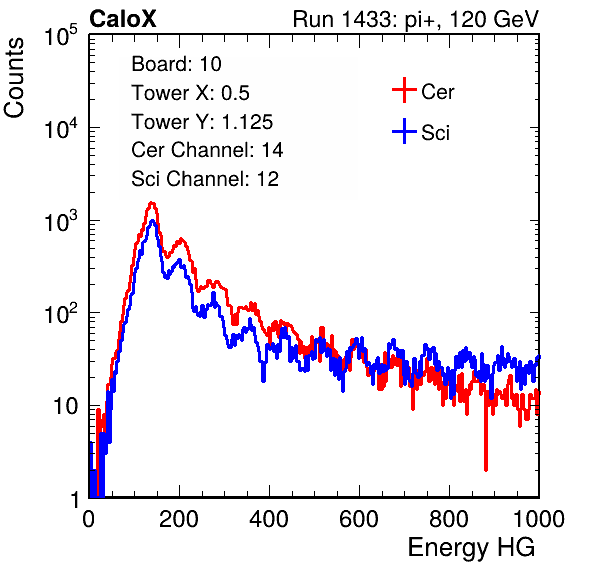 CaloX Run 1433: pi+, 120 GeV
Counts
Board: 10
Tower X: 0.5
Tower Y: 1.125
Cer Channel: 14
Sci Channel: 12
Cer
Sci
10^5
10^4
10^3
10^2
10
1
0 200 400 600 800 1000
Energy HG